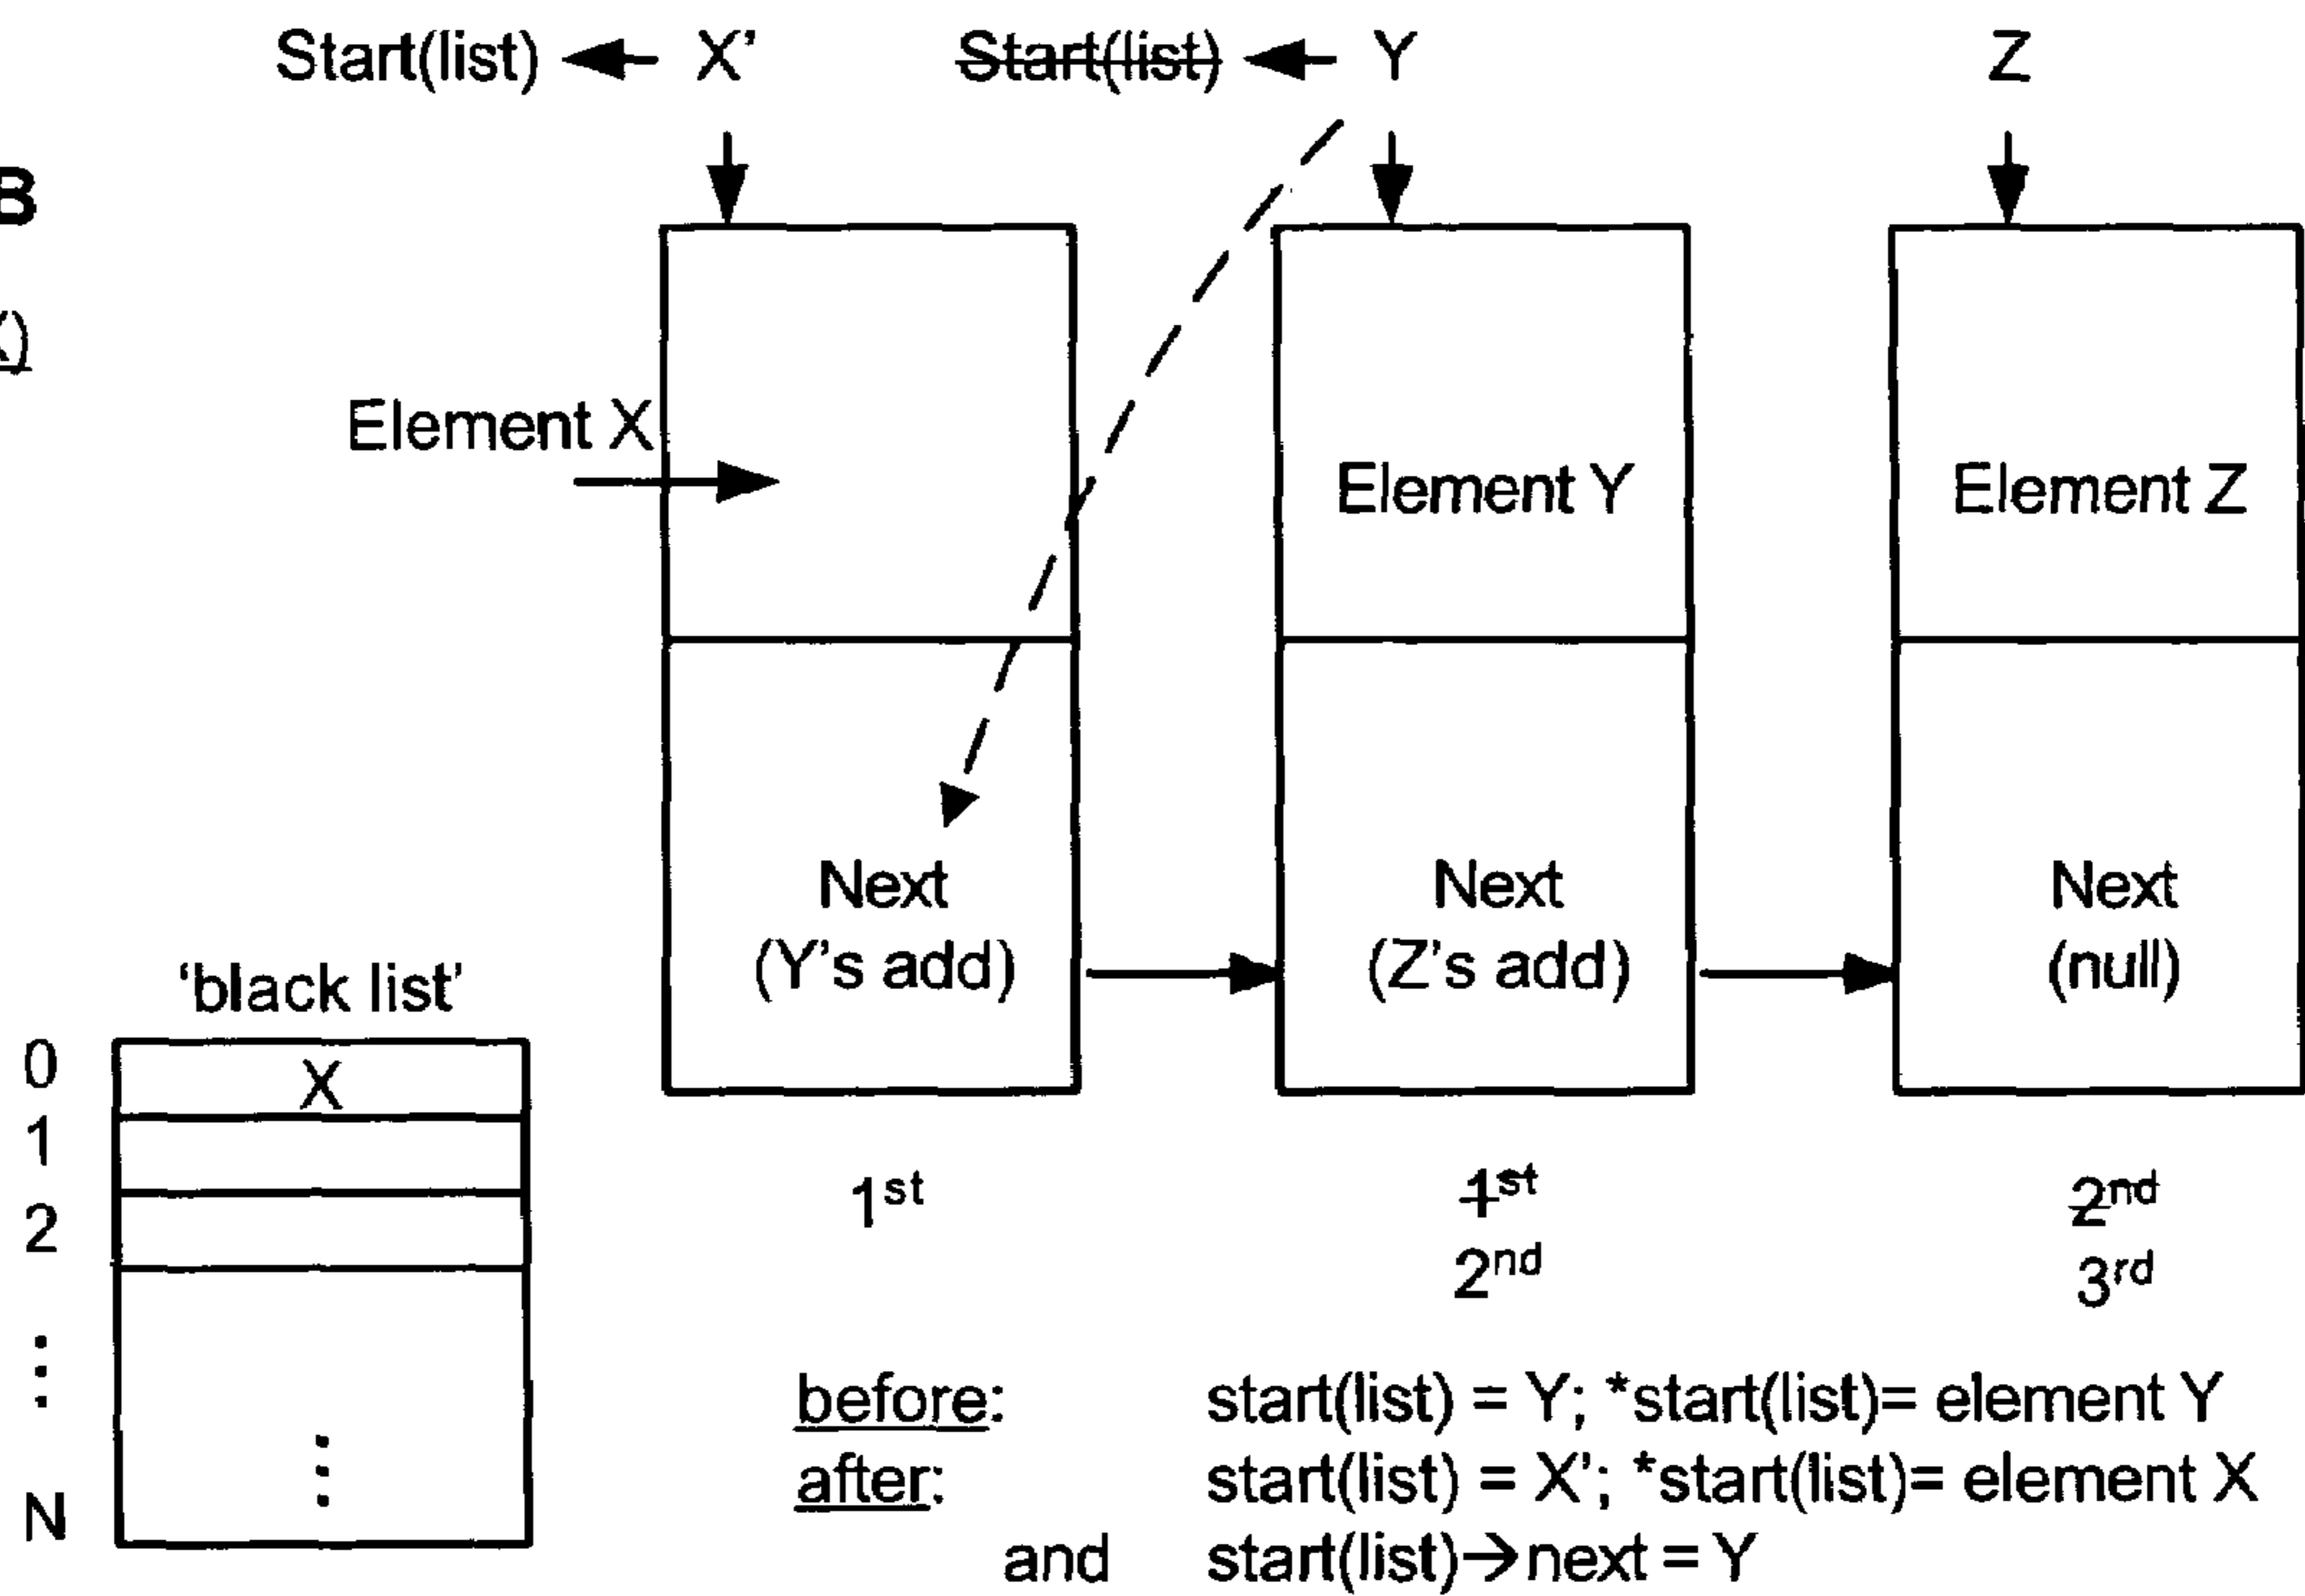 Start(list) X’ Start(list) Y Z
B
Element X
Element Y
Element Z
Next
(Y’s add)
Next
(Z’s add)
Next
(null)
‘black list’
0 X
1
2
⋮ ⋮
N
1st 1st 2nd
2nd 3rd
before: start(list) = Y; *start(list)= element Y
after: start(list) = X’; *start(list)= element X
and start(list)→next = Y